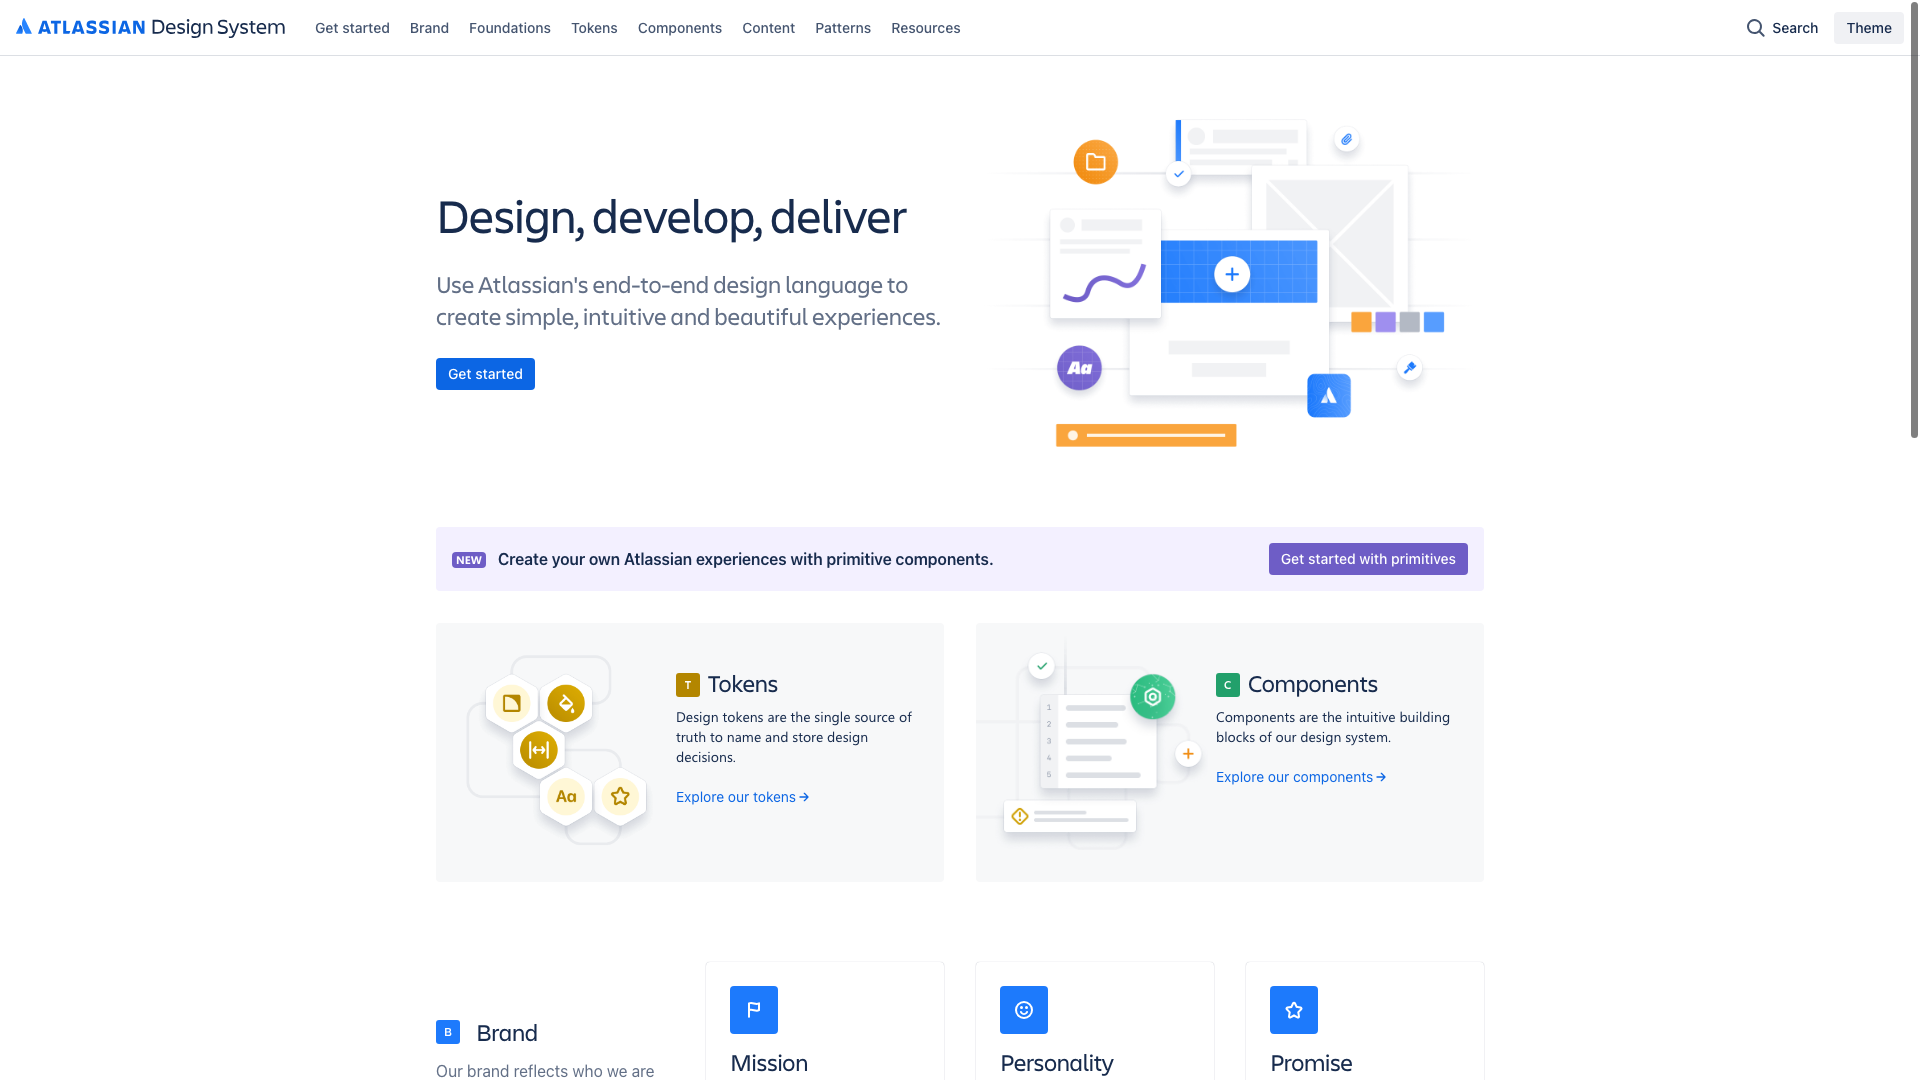 ATLASSIAN Design System
Get started
Brand
Foundations
Tokens
Components
Content
Patterns
Resources
Search
Theme
Design, develop, deliver
Use Atlassian's end-to-end design language to
create simple, intuitive and beautiful experiences.
Get started
Aa
NEW
Create your own Atlassian experiences with primitive components.
Get started with primitives
Aa
T
Tokens
Design tokens are the single source of
truth to name and store design
decisions.
Explore our tokens
1
2
3
4
5
C
Components
Components are the intuitive building
blocks of our design system.
Explore our components
B
Brand
Our brand reflects who we are
Mission
Personality
Promise